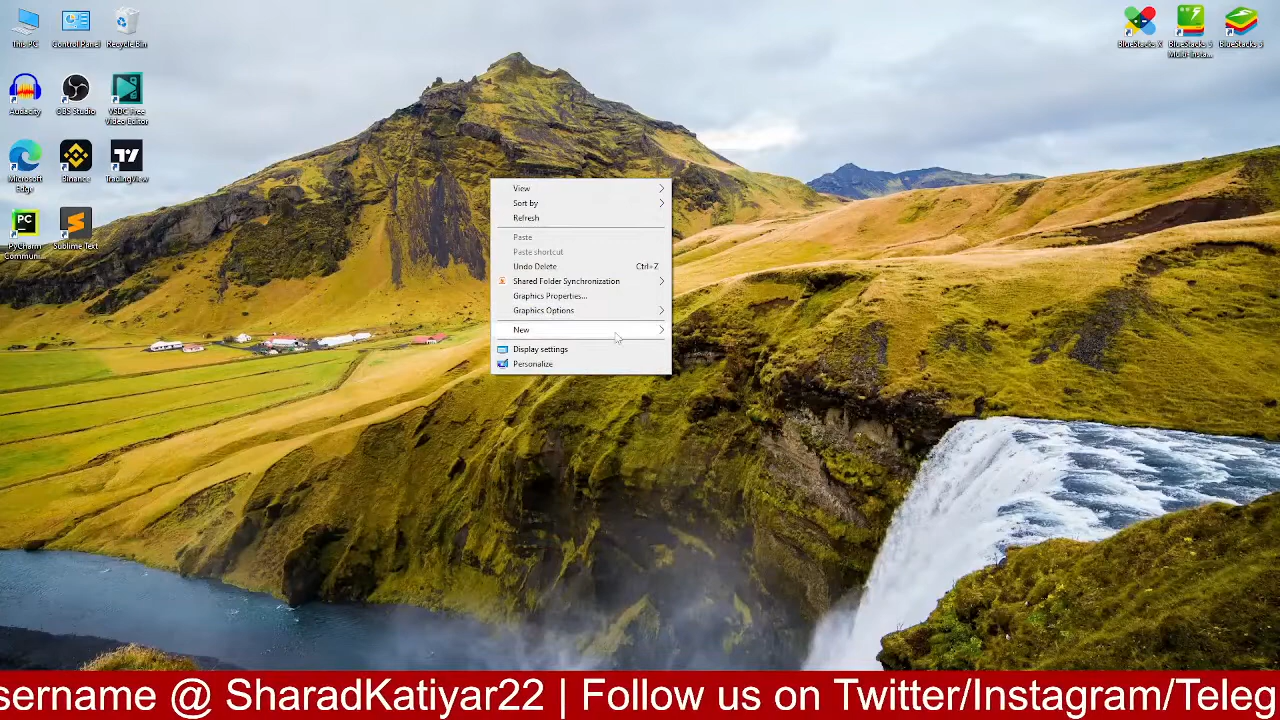 This PC
Control Panel
Recycle Bin
BlueStacks X
BlueStacks 5
Multi-Insta...
BlueStacks 5
Audacity
OBS Studio
VSDC Free
Video Editor
Microsoft
Edge
Binance
TradingView
PyCharm
Communi...
Sublime Text
View
Sort by
Refresh
Paste
Paste shortcut
Undo Delete Ctrl+Z
Shared Folder Synchronization
Graphics Properties...
Graphics Options
New
Display settings
Personalize
sername @ SharadKatiyar22 | Follow us on Twitter/Instagram/Teleg